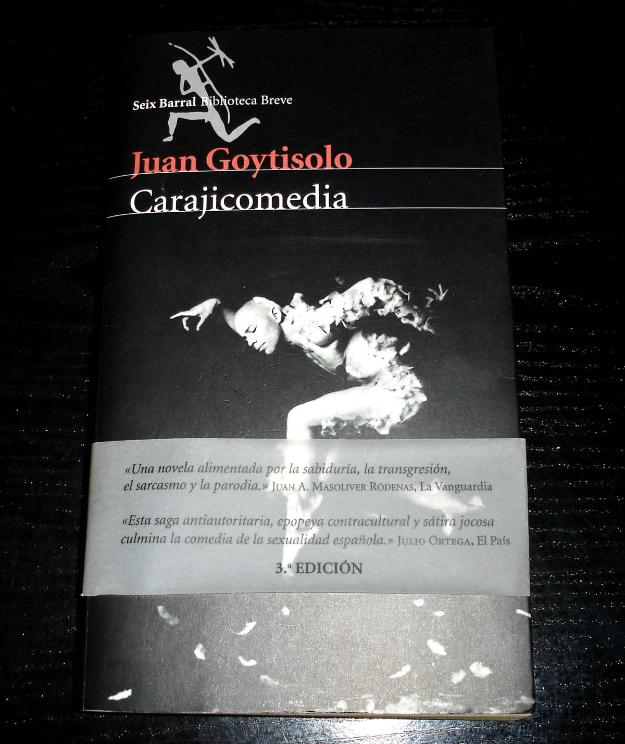 Seix Barral Biblioteca Breve
Juan Goytisolo
Carajicomedia
«Una novela alimentada por la sabiduría, la transgresión,
el sarcasmo y la parodia.» JUAN A. MASOLIVER RÓDENAS, La Vanguardia
«Esta saga antiautoritaria, epopeya contracultural y sátira jocosa
culmina la comedia de la sexualidad española.» JULIO ORTEGA, El País
3.ª EDICIÓN